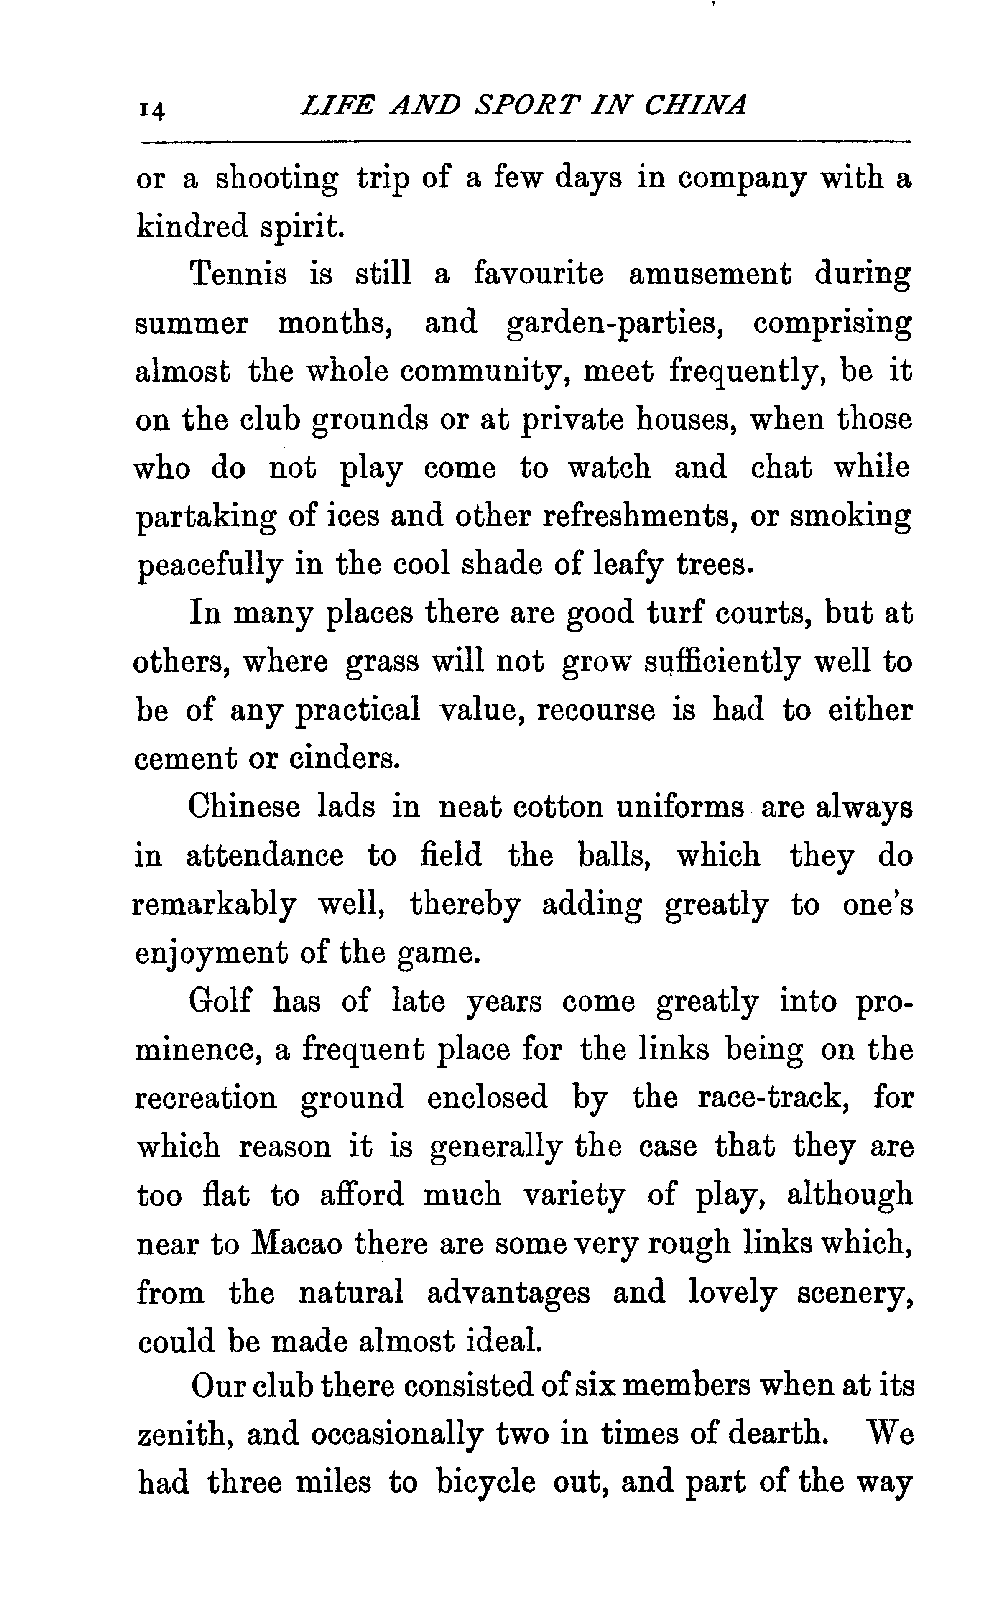 14 LIFE AND SPORT IN CHINA
or a shooting trip of a few days in company with a
kindred spirit.
Tennis is still a favourite amusement during
summer months, and garden-parties, comprising
almost the whole community, meet frequently, be it
on the club grounds or at private houses, when those
who do not play come to watch and chat while
partaking of ices and other refreshments, or smoking
peacefully in the cool shade of leafy trees.
In many places there are good turf courts, but at
others, where grass will not grow sufficiently well to
be of any practical value, recourse is had to either
cement or cinders.
Chinese lads in neat cotton uniforms are always
in attendance to field the balls, which they do
remarkably well, thereby adding greatly to one's
enjoyment of the game.
Golf has of late years come greatly into pro-
minence, a frequent place for the links being on the
recreation ground enclosed by the race-track, for
which reason it is generally the case that they are
too flat to afford much variety of play, although
near to Macao there are some very rough links which,
from the natural advantages and lovely scenery,
could be made almost ideal.
Our club there consisted of six members when at its
zenith, and occasionally two in times of dearth. We
had three miles to bicycle out, and part of the way